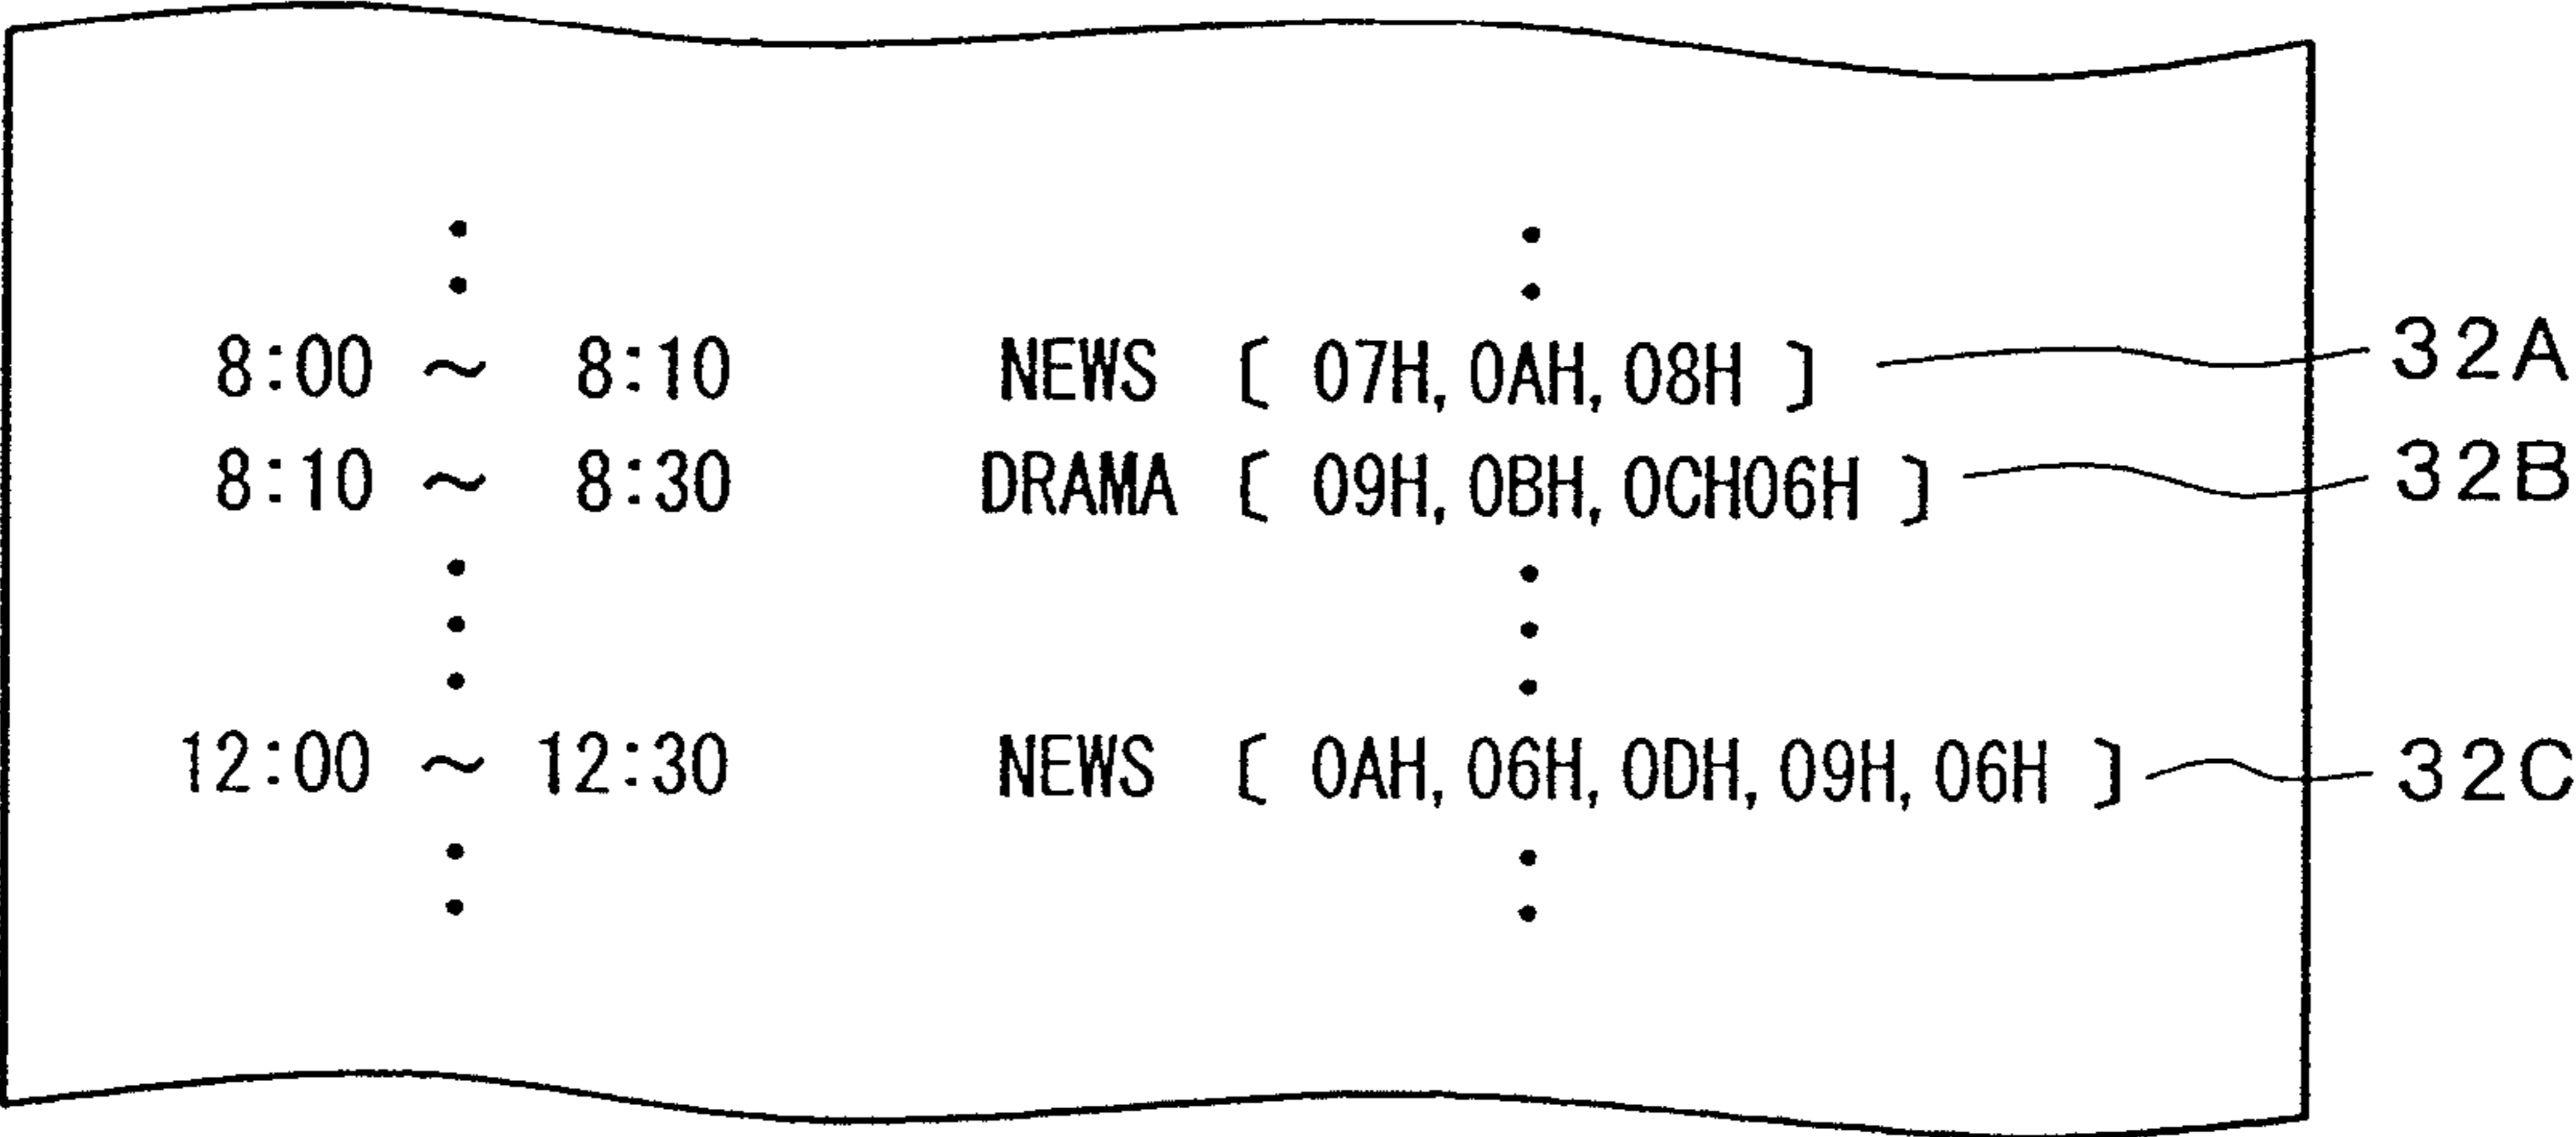 8:00 ~ 8:10 NEWS [ 07H, 0AH, 08H ] 32A
8:10 ~ 8:30 DRAMA [ 09H, 0BH, 0CH06H ] 32B
12:00 ~ 12:30 NEWS [ 0AH, 06H, 0DH, 09H, 06H ] 32C